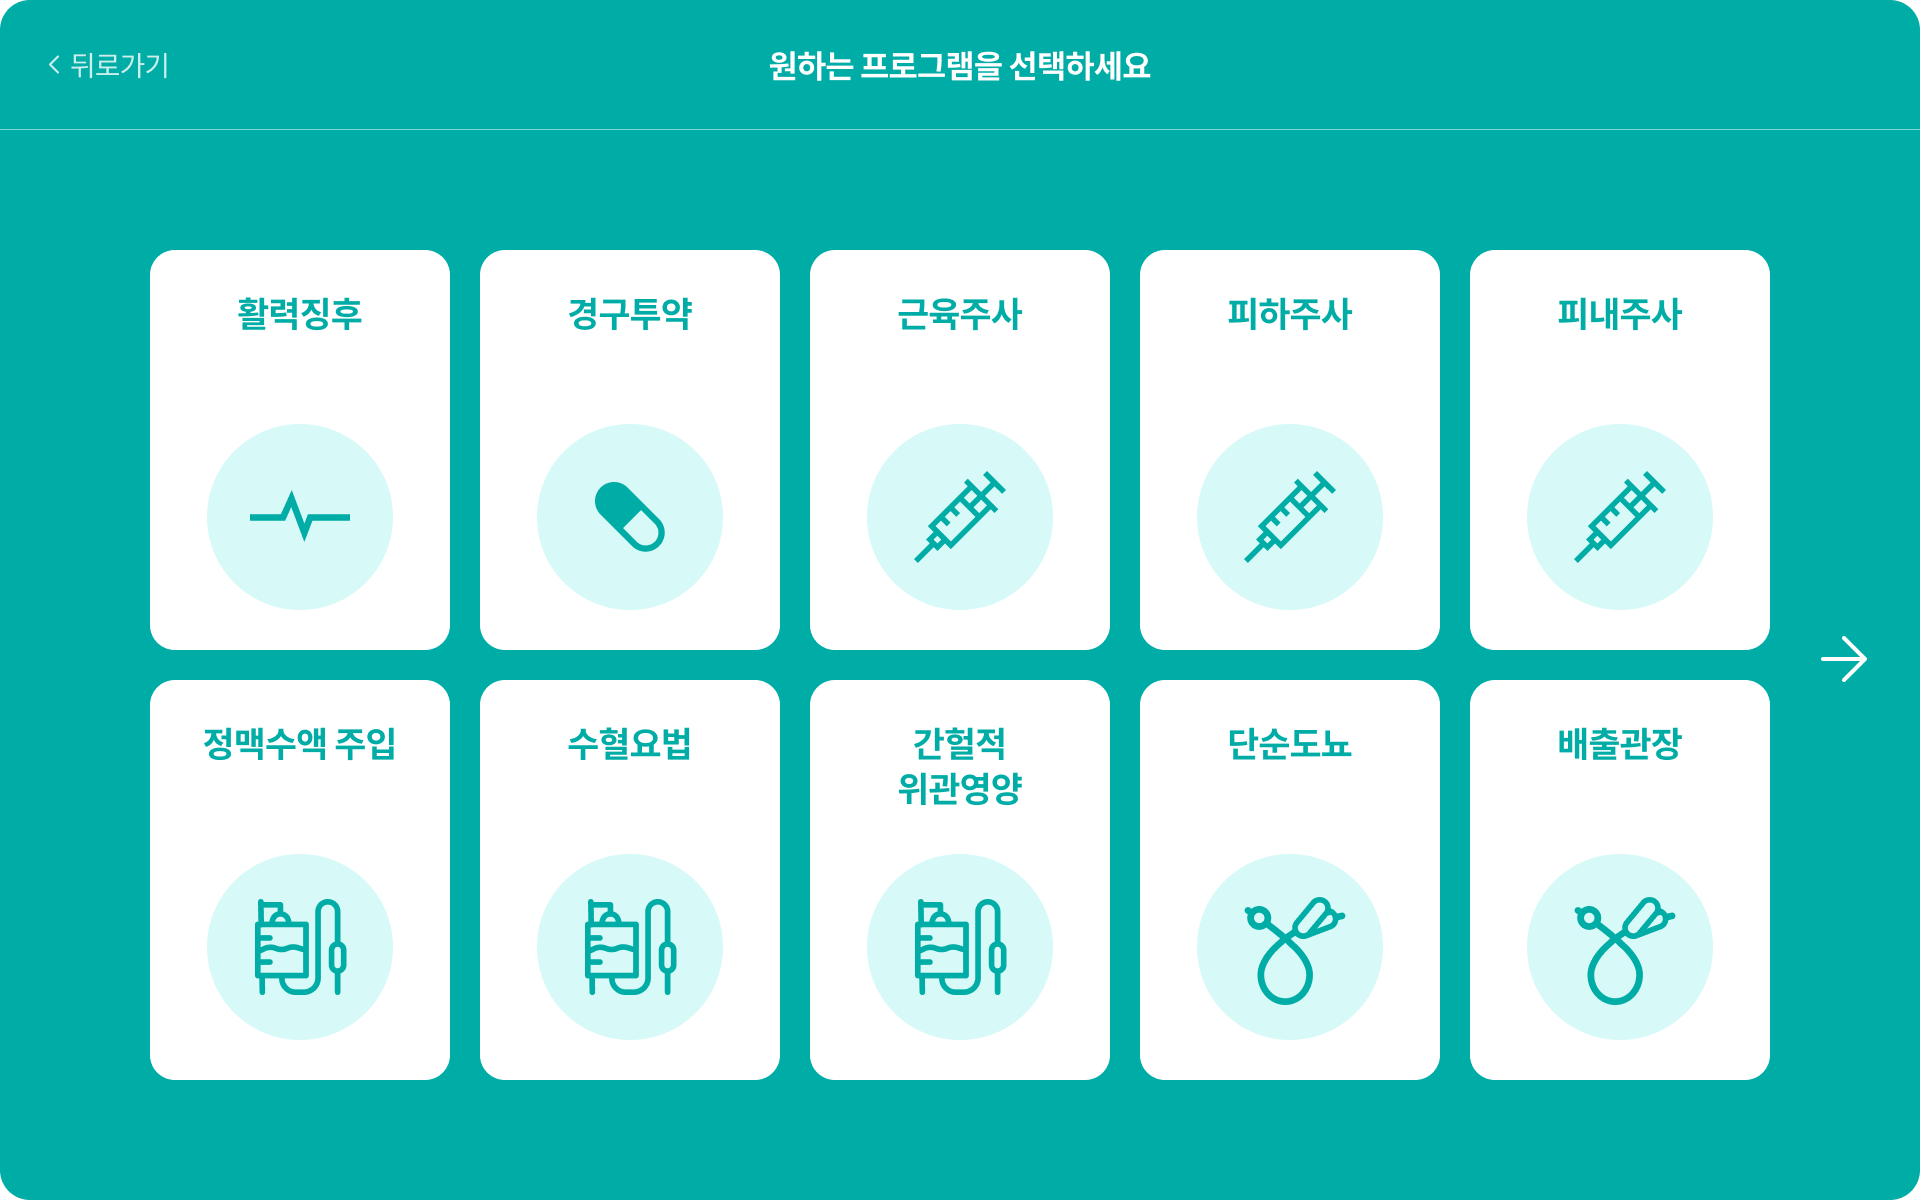 뒤로가기
원하는 프로그램을 선택하세요
활력징후
경구투약
근육주사
피하주사
피내주사
정맥수액 주입
수혈요법
간헐적
위관영양
단순도뇨
배출관장